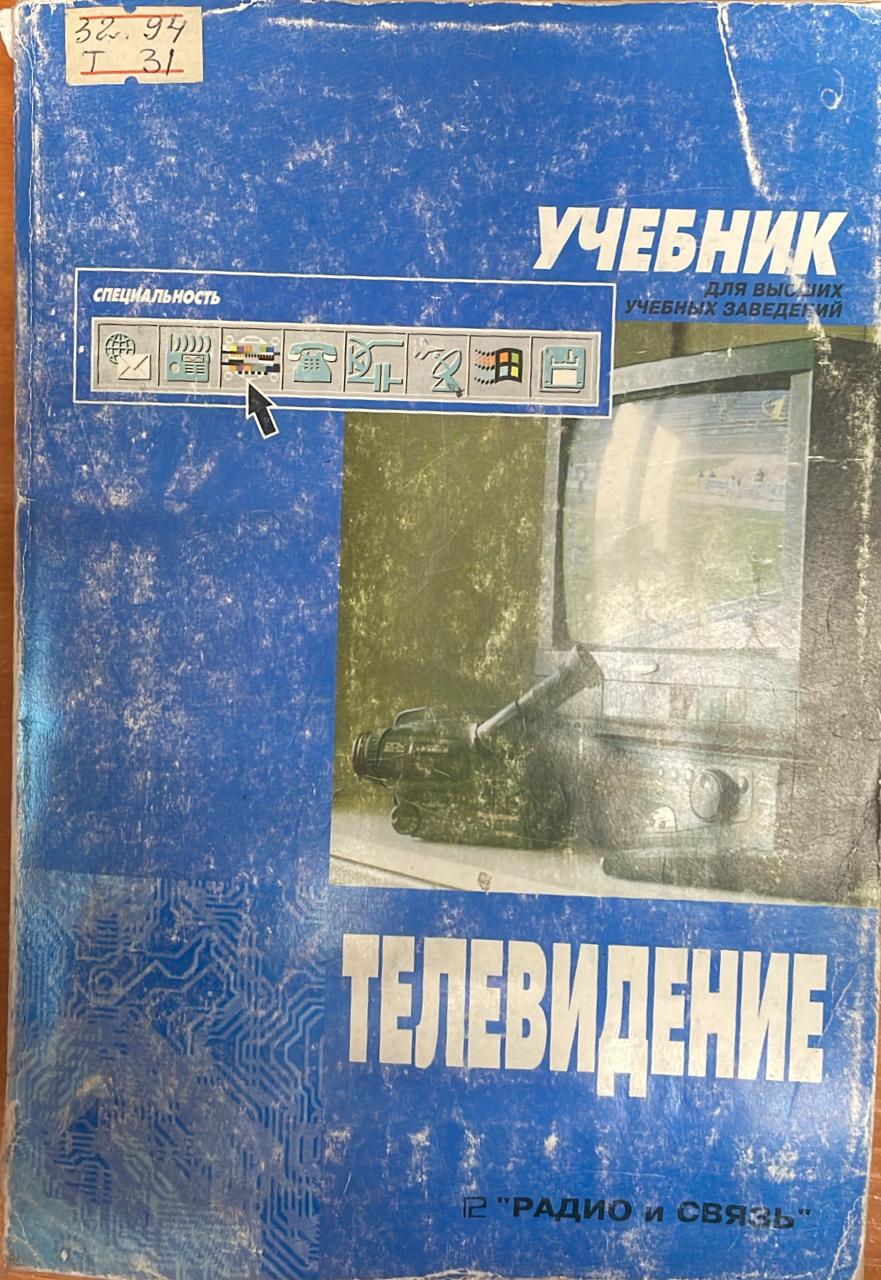 32. 94
Т 31
УЧЕБНИК
ДЛЯ ВЫСШИХ
УЧЕБНЫХ ЗАВЕДЕНИЙ
СПЕЦИАЛЬНОСТЬ
ТЕЛЕВИДЕНИЕ
"РАДИО и СВЯЗЬ"